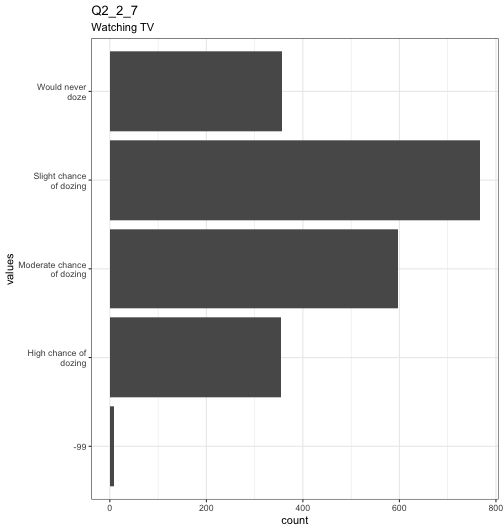 Q2_2_7
Watching TV
Would never
doze
Slight chance
of dozing
Moderate chance
of dozing
High chance of
dozing
-99
values
0 200 400 600 800
count